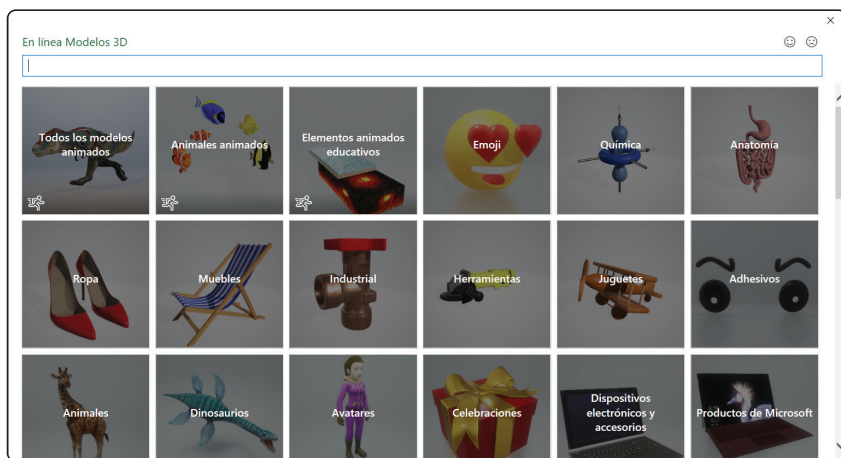 En línea Modelos 3D
Todos los modelos
animados
Animales animados
Elementos animados
educativos
Emoji
Química
Anatomía
Ropa
Muebles
Industrial
Herramientas
Juguetes
Adhesivos
Animales
Dinosaurios
Avatares
Celebraciones
Dispositivos
electrónicos y
accesorios
Productos de Microsoft